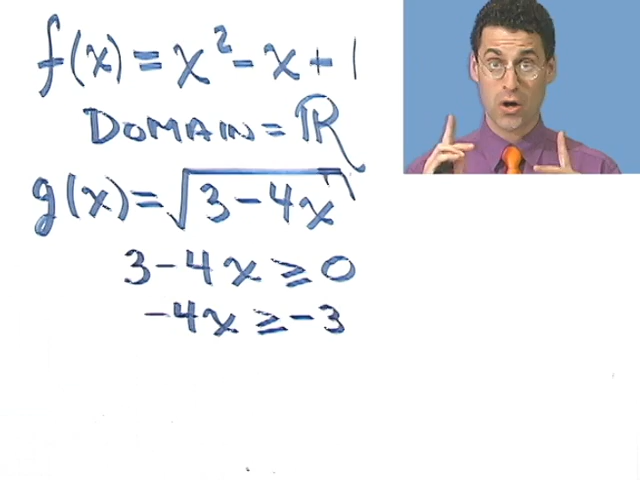 f(x) = x² - x + 1
DOMAIN = ℝ
g(x) = √(3 - 4x)
3 - 4x ≥ 0
-4x ≥ -3